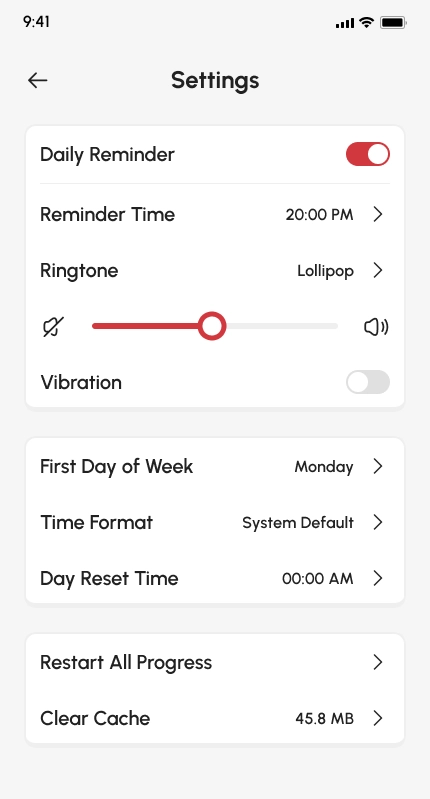 9:41
Settings
Daily Reminder
Reminder Time 20:00 PM
Ringtone Lollipop
Vibration
First Day of Week Monday
Time Format System Default
Day Reset Time 00:00 AM
Restart All Progress
Clear Cache 45.8 MB